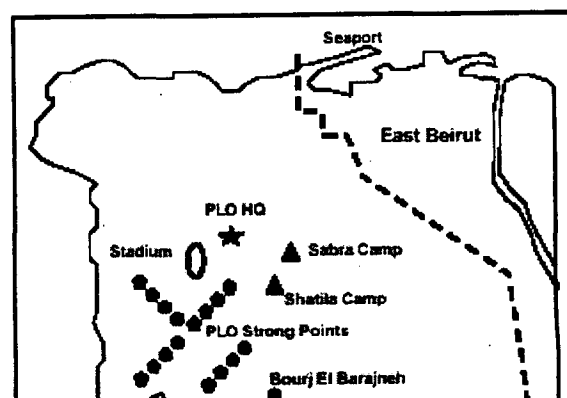 Seaport
East Beirut
PLO HQ
Stadium
Sabra Camp
Shatila Camp
PLO Strong Points
Bourj El Barajneh